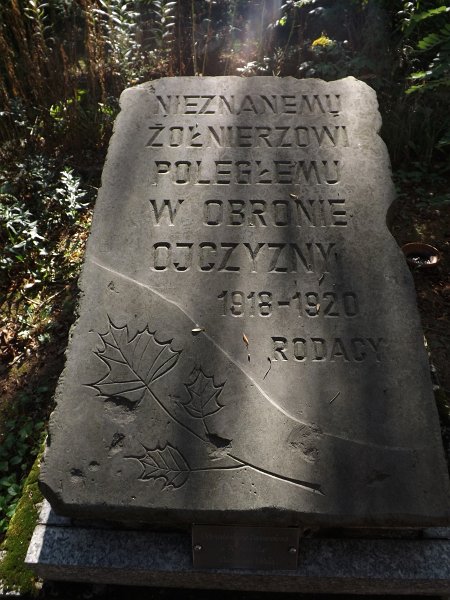 NIEZNANEMU
ŻOŁNIERZOWI
POLEGŁEMU
W OBRONIE
OJCZYZNY
1918-1920
RODACY